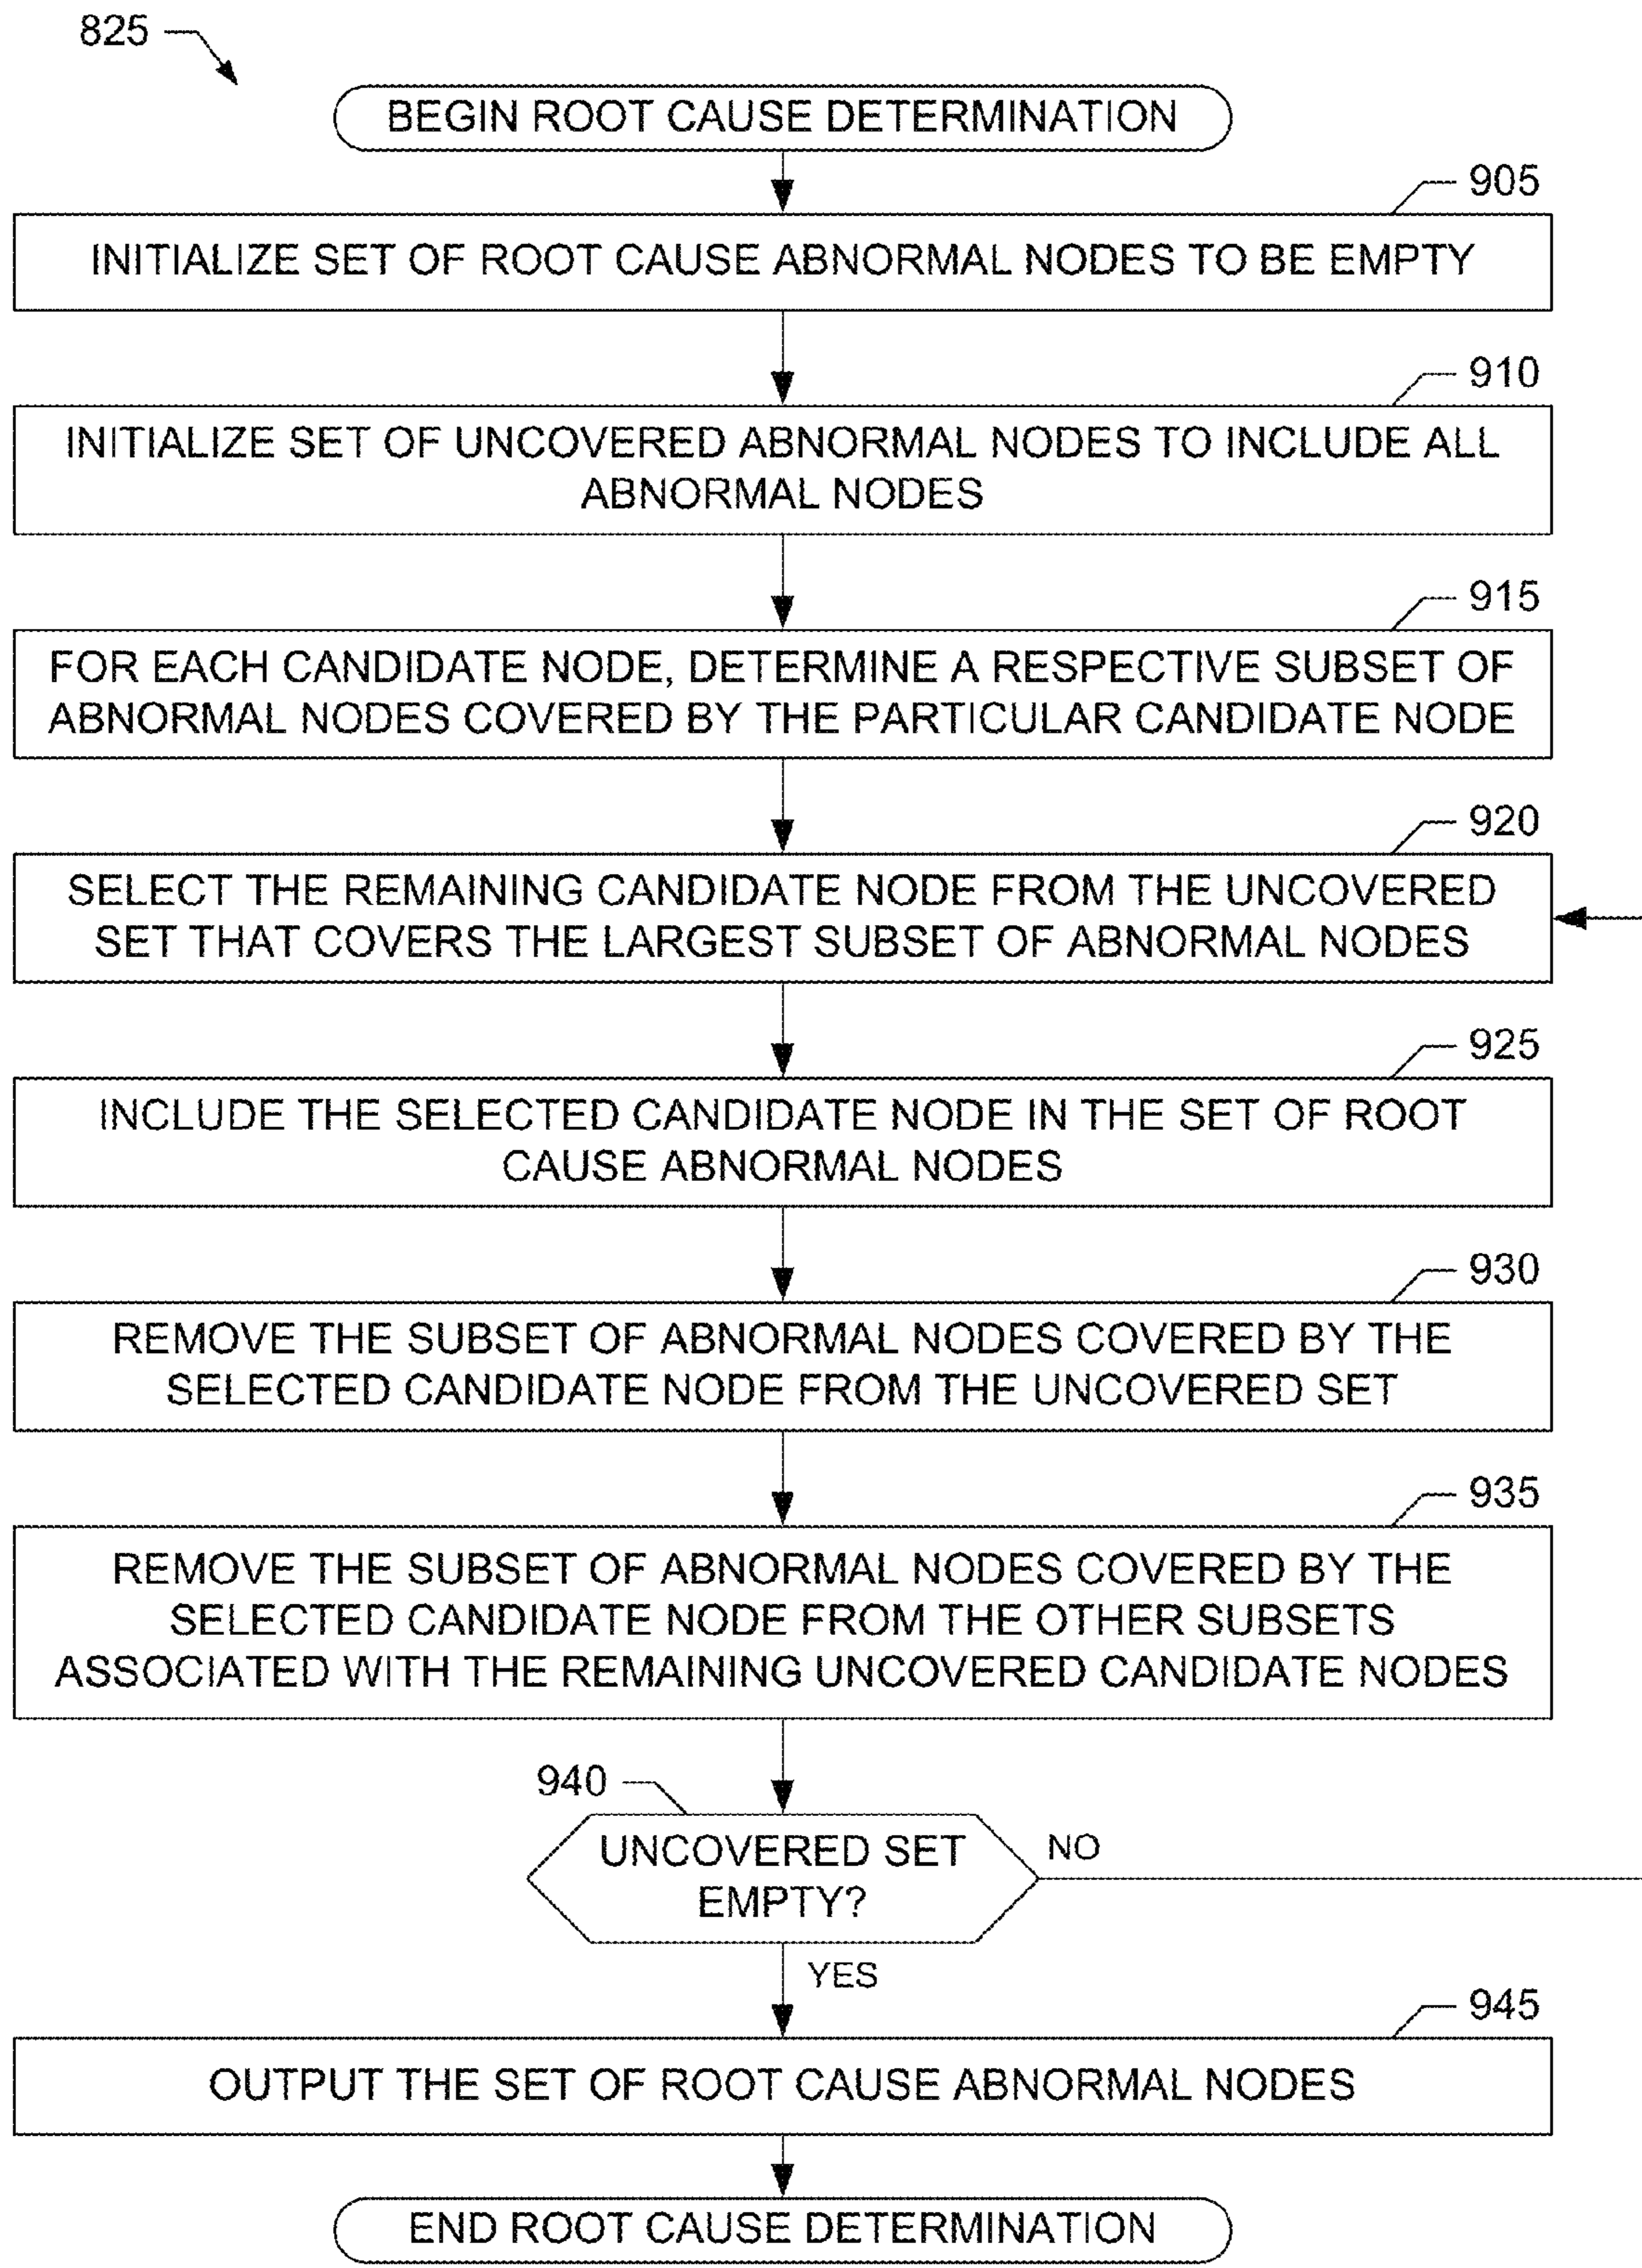 825
BEGIN ROOT CAUSE DETERMINATION
905
INITIALIZE SET OF ROOT CAUSE ABNORMAL NODES TO BE EMPTY
910
INITIALIZE SET OF UNCOVERED ABNORMAL NODES TO INCLUDE ALL
ABNORMAL NODES
915
FOR EACH CANDIDATE NODE, DETERMINE A RESPECTIVE SUBSET OF
ABNORMAL NODES COVERED BY THE PARTICULAR CANDIDATE NODE
920
SELECT THE REMAINING CANDIDATE NODE FROM THE UNCOVERED
SET THAT COVERS THE LARGEST SUBSET OF ABNORMAL NODES
925
INCLUDE THE SELECTED CANDIDATE NODE IN THE SET OF ROOT
CAUSE ABNORMAL NODES
930
REMOVE THE SUBSET OF ABNORMAL NODES COVERED BY THE
SELECTED CANDIDATE NODE FROM THE UNCOVERED SET
935
REMOVE THE SUBSET OF ABNORMAL NODES COVERED BY THE
SELECTED CANDIDATE NODE FROM THE OTHER SUBSETS
ASSOCIATED WITH THE REMAINING UNCOVERED CANDIDATE NODES
940
UNCOVERED SET
EMPTY?
NO
YES
945
OUTPUT THE SET OF ROOT CAUSE ABNORMAL NODES
END ROOT CAUSE DETERMINATION